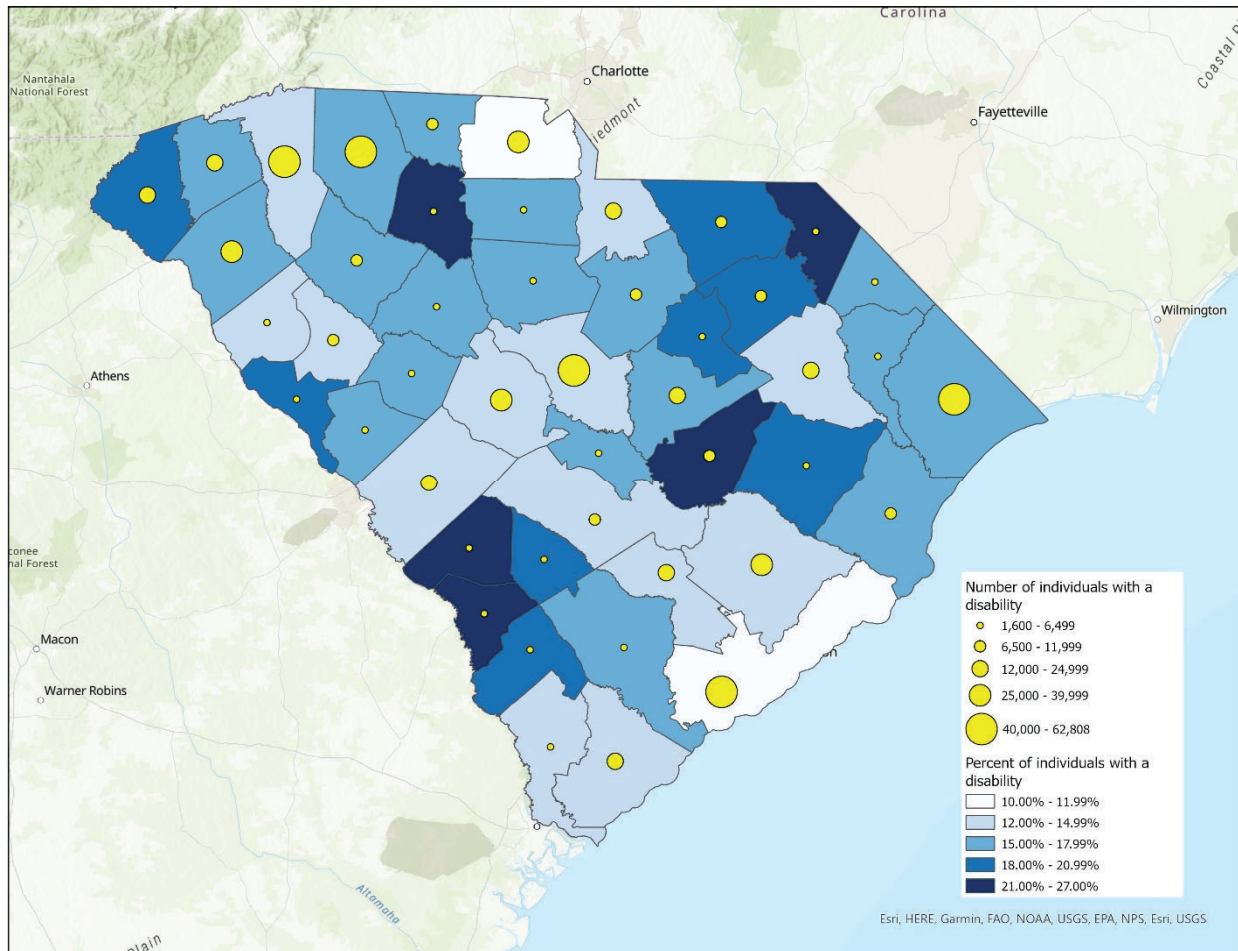 Carolina
Coastal
Nantahala
National Forest
Charlotte
iedmont
Fayetteville
Wilmington
Athens
conee
nal Forest
on
Macon
Warner Robins
Altamaha
Plain
Number of individuals with a
disability
1,600 - 6,499
6,500 - 11,999
12,000 - 24,999
25,000 - 39,999
40,000 - 62,808
Percent of individuals with a
disability
10.00% - 11.99%
12.00% - 14.99%
15.00% - 17.99%
18.00% - 20.99%
21.00% - 27.00%
Esri, HERE, Garmin, FAO, NOAA, USGS, EPA, NPS, Esri, USGS